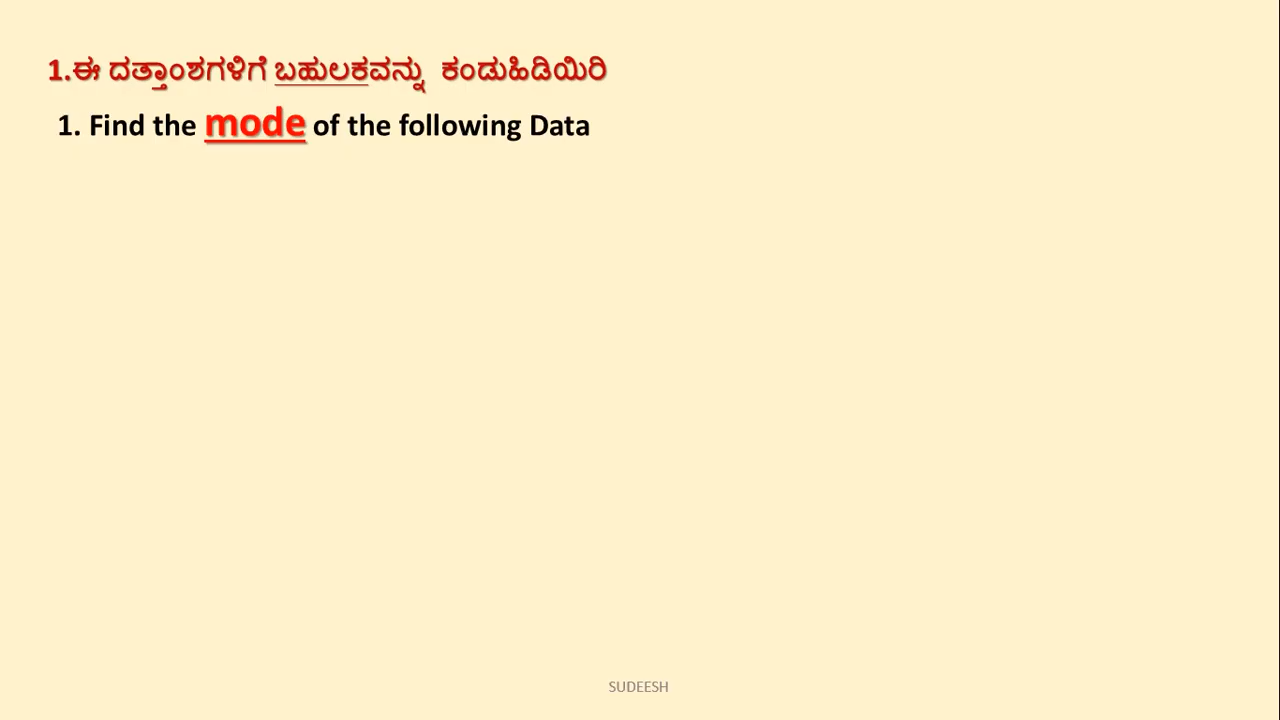 1.ಈ ದತ್ತಾಂಶಗಳಿಗೆ ಬಹುಲಕವನ್ನು ಕಂಡುಹಿಡಿಯಿರಿ
1. Find the mode of the following Data
SUDEESH